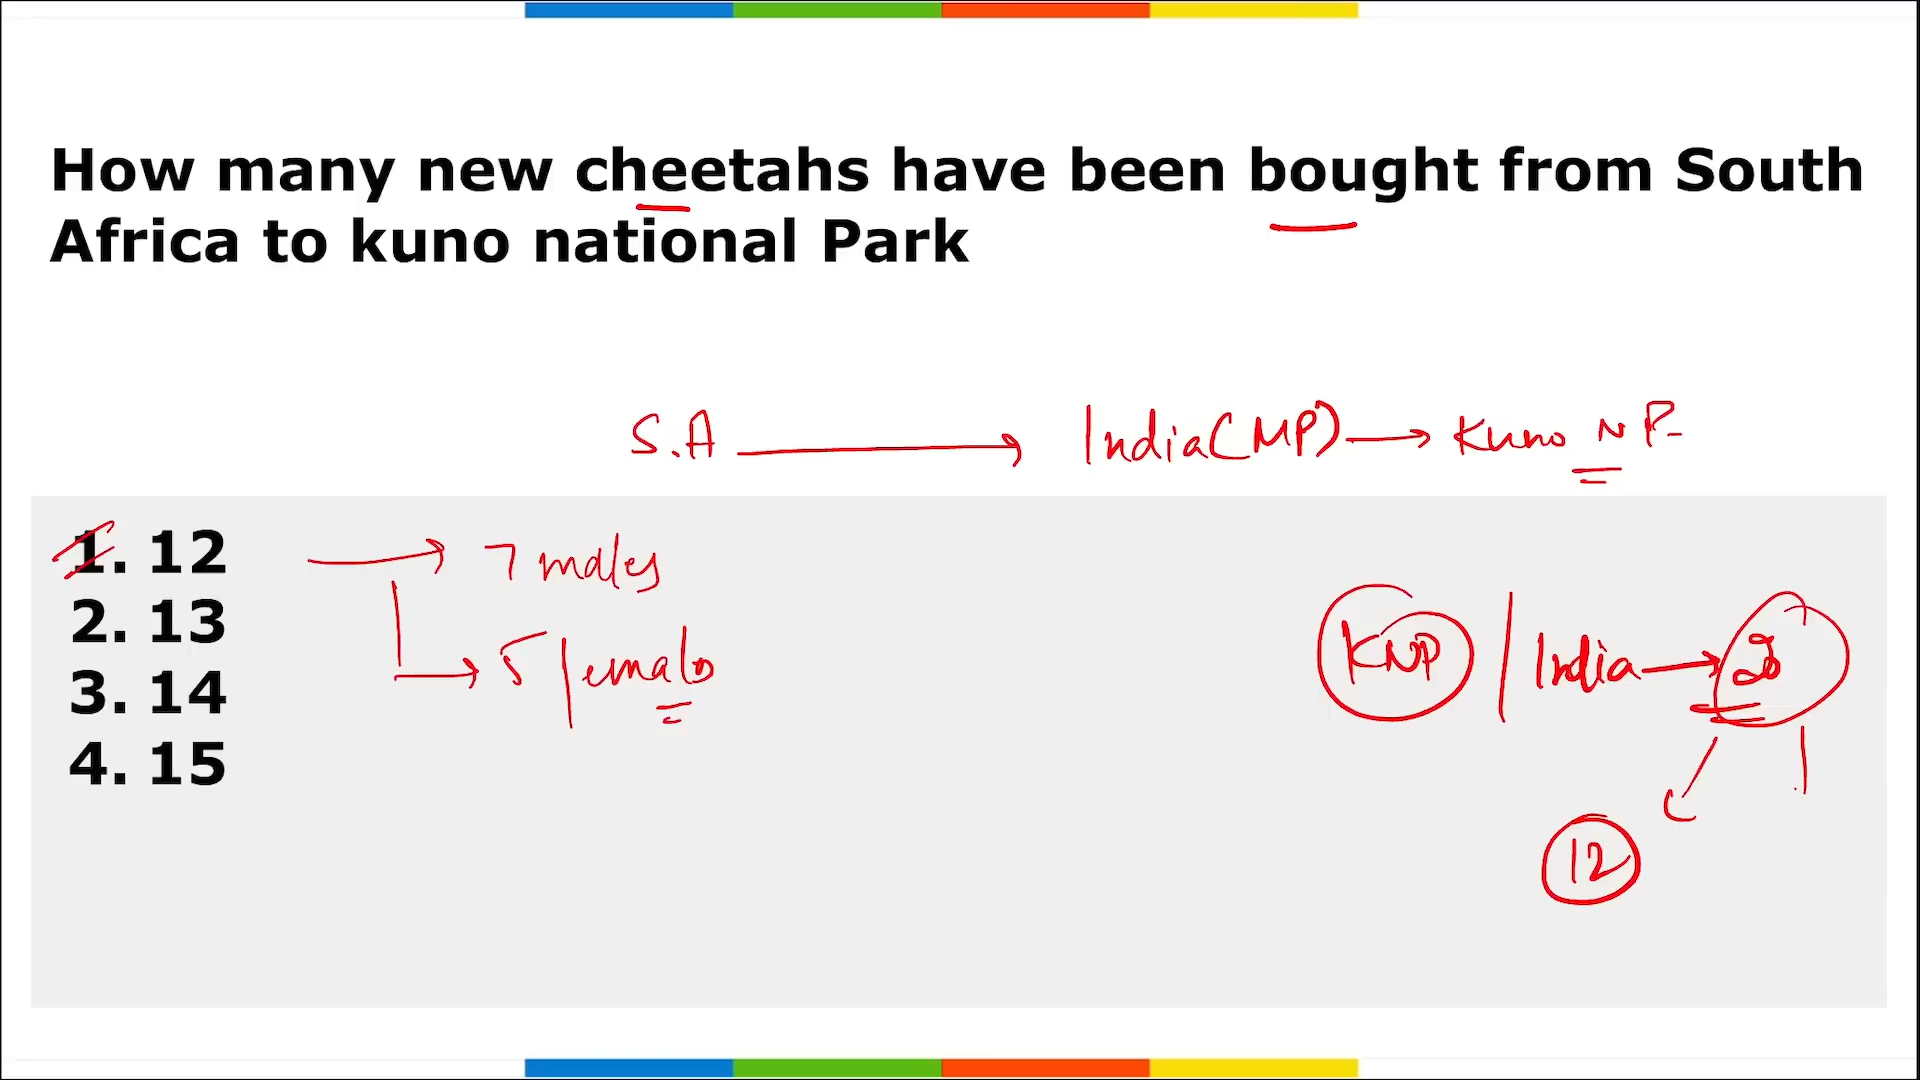 How many new cheetahs have been bought from South
Africa to kuno national Park
S.A India(MP) Kuno NP
1. 12
7 males
2. 13
5 females
3. 14
4. 15
KNP India 20
12